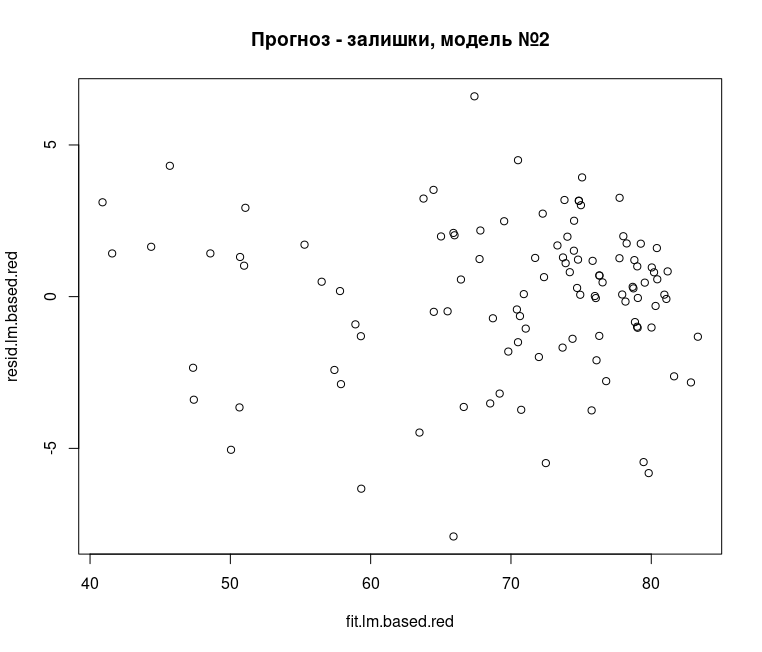 Прогноз - залишки, модель №2
resid.lm.based.red
5
0
-5
40 50 60 70 80
fit.lm.based.red